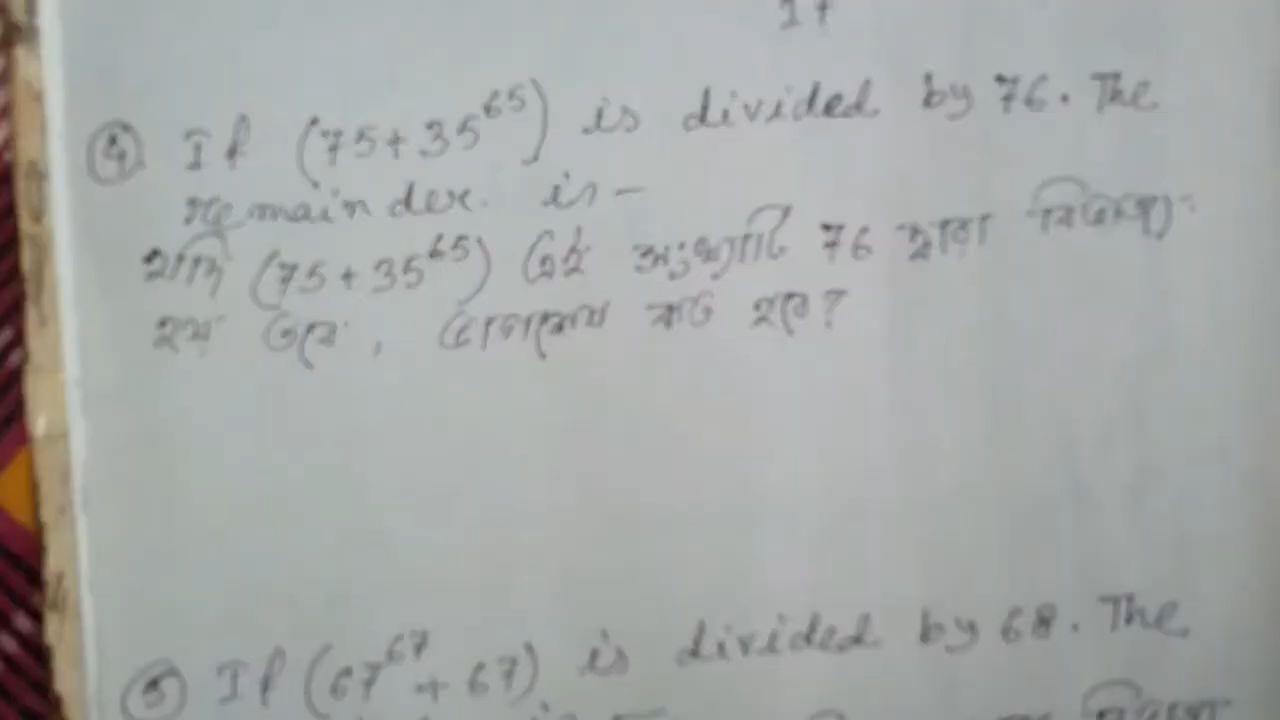 ④ If (75+35^65) is divided by 76. The
remainder. is -
যদি (75+35^65) এই সংখ্যাটি 76 দ্বারা বিভাজ্য
হয় তবে, ভাগশেষ কত হবে?
⑤ If (67^67 + 67) is divided by 68. The